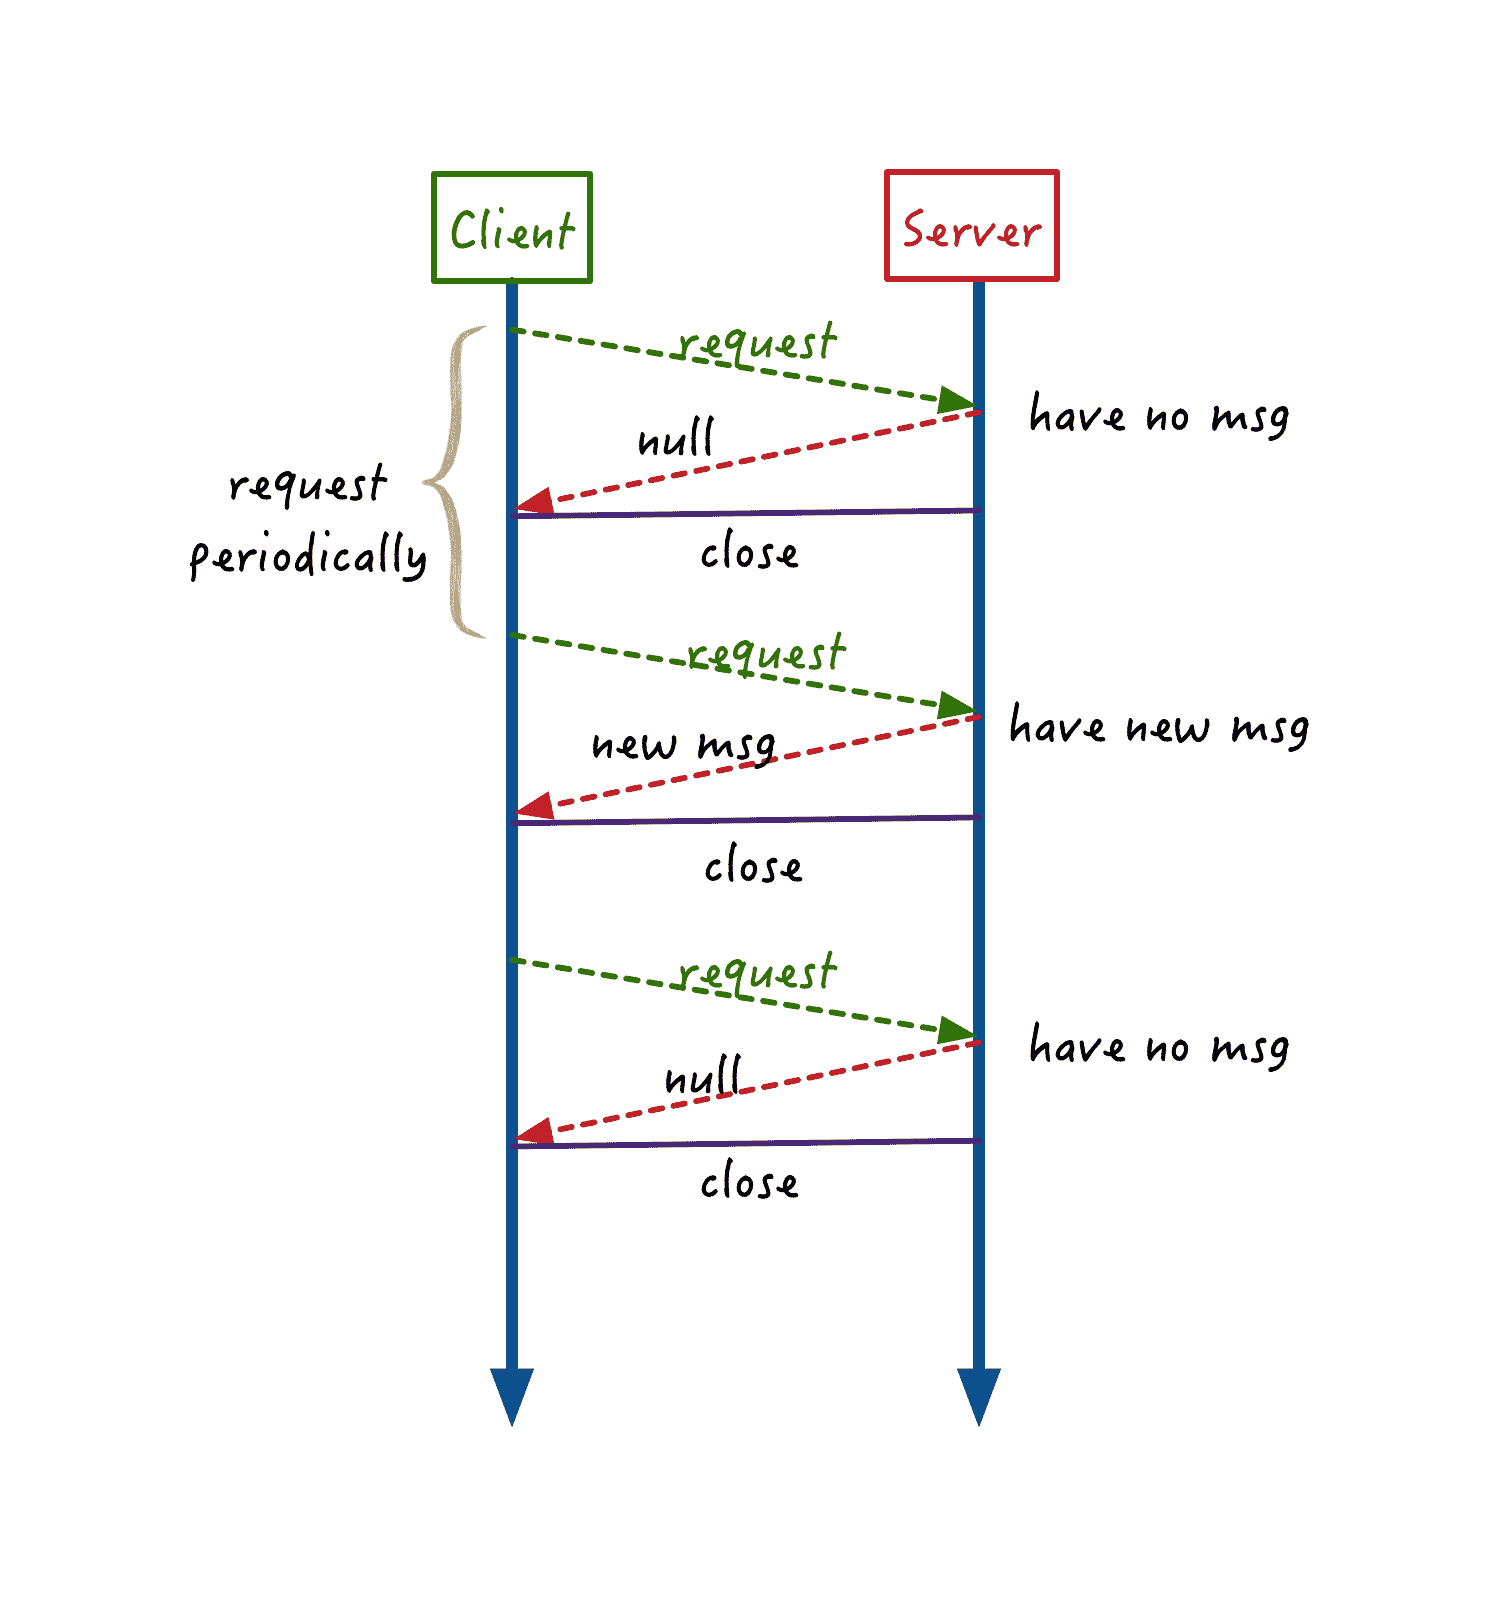 Client
Server
request
have no msg
null
request
periodically
close
request
have new msg
new msg
close
request
have no msg
null
close